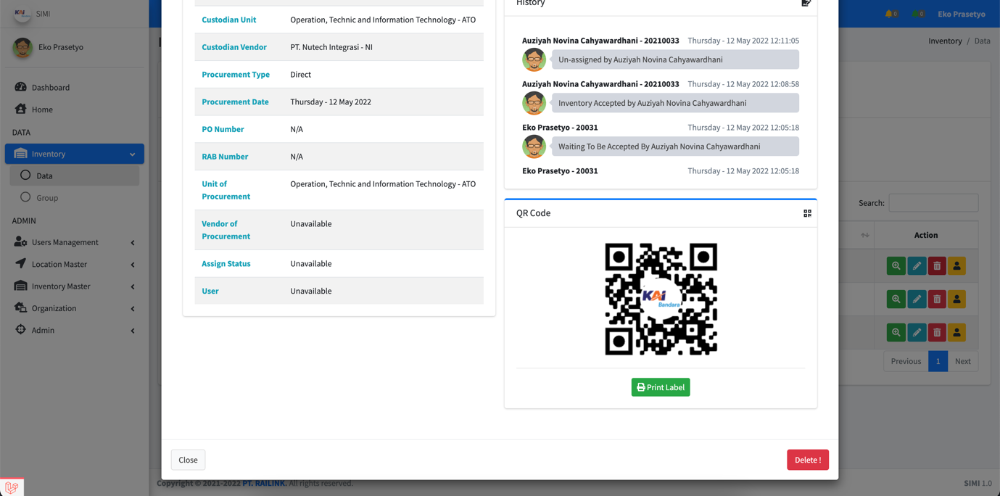 KAI
Bandara
SIMI
Eko Prasetyo
Dashboard
Home
DATA
Inventory
Data
Group
ADMIN
Users Management
Location Master
Inventory Master
Organization
Admin
Custodian Unit Operation, Technic and Information Technology - ATO
Custodian Vendor PT. Nutech Integrasi - NI
Procurement Type Direct
Procurement Date Thursday - 12 May 2022
PO Number N/A
RAB Number N/A
Unit of Operation, Technic and Information Technology - ATO
Procurement
Vendor of Unavailable
Procurement
Assign Status Unavailable
User Unavailable
History
Auziyah Novina Cahyawardhani - 20210033 Thursday - 12 May 2022 12:11:05
Un-assigned by Auziyah Novina Cahyawardhani
Auziyah Novina Cahyawardhani - 20210033 Thursday - 12 May 2022 12:08:58
Inventory Accepted by Auziyah Novina Cahyawardhani
Eko Prasetyo - 20031 Thursday - 12 May 2022 12:05:18
Waiting To Be Accepted By Auziyah Novina Cahyawardhani
Eko Prasetyo - 20031 Thursday - 12 May 2022 12:05:18
QR Code
KAI
Bandara
Print Label
Close Delete !
0 0 Eko Prasetyo
Inventory / Data
Search:
Action
Previous 1 Next
Copyright © 2021-2022 PT. RAILINK. All rights reserved.
SIMI 1.0